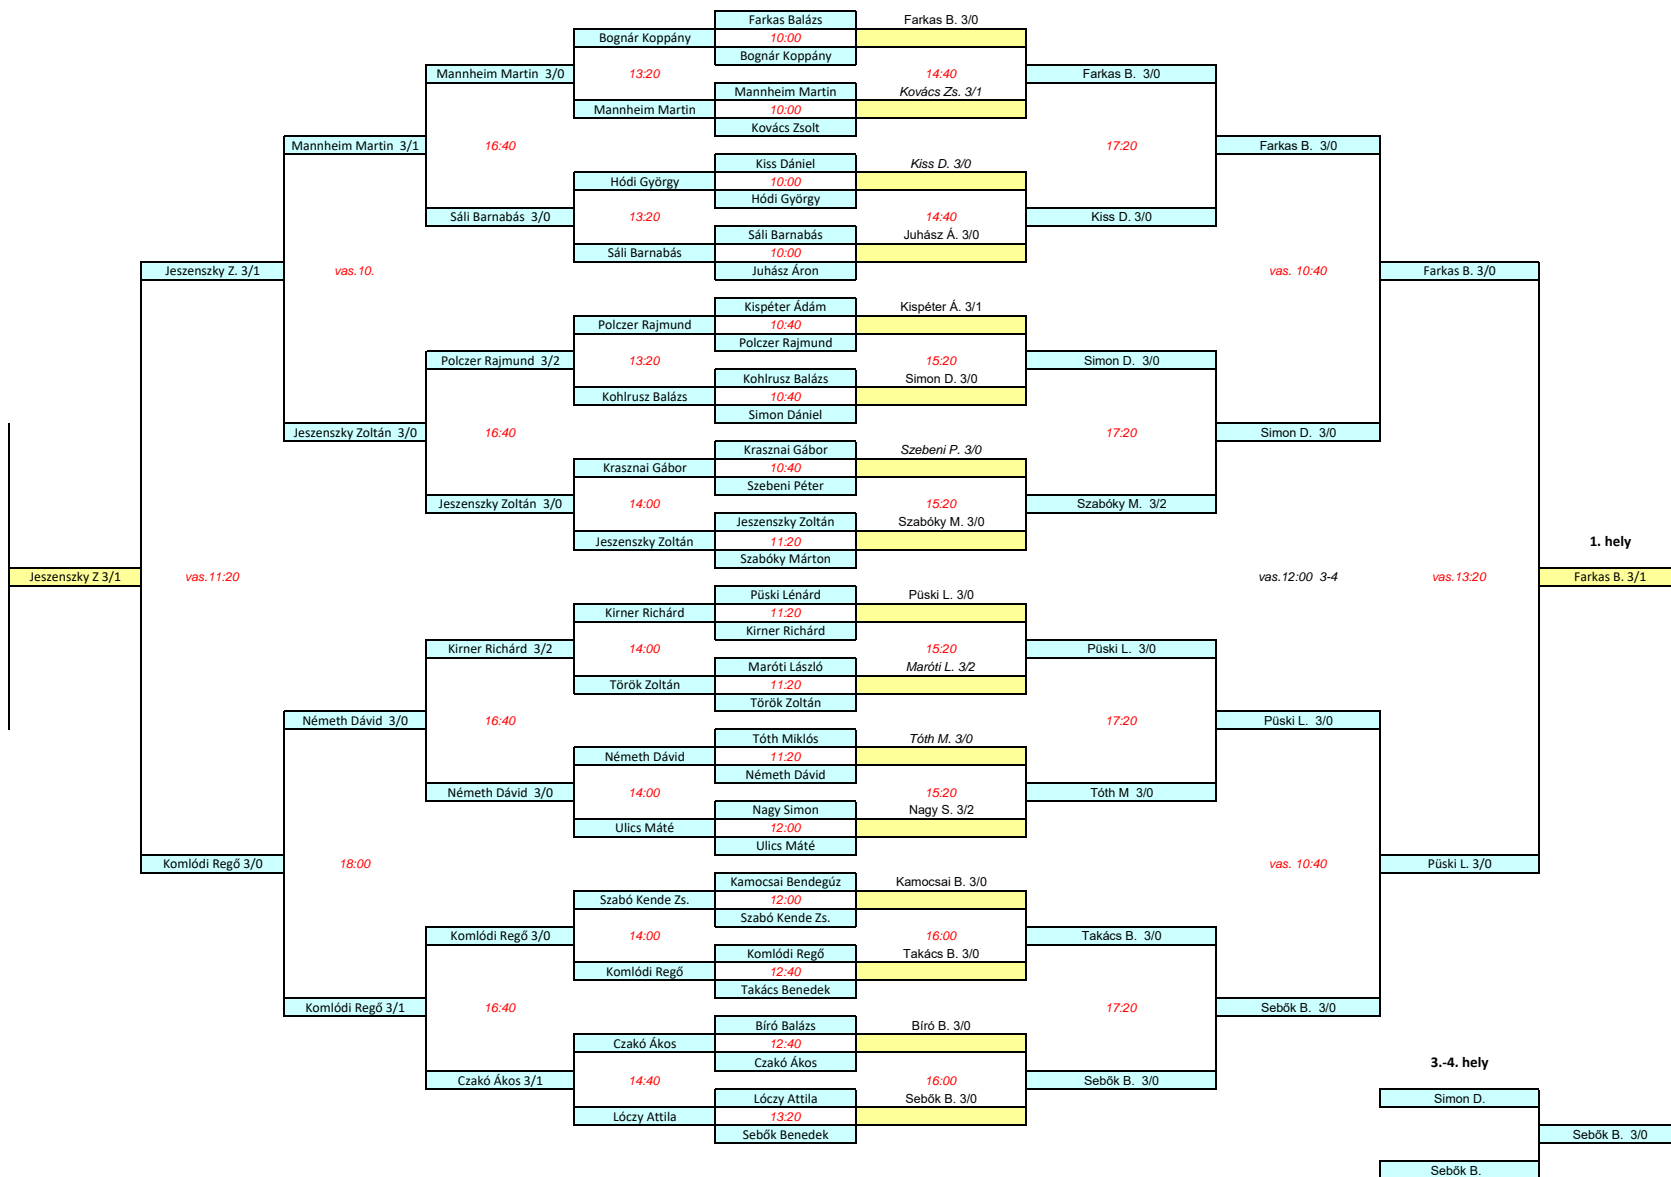 Farkas Balázs Farkas B. 3/0
Bognár Koppány 10:00
Bognár Koppány
Mannheim Martin 3/0 13:20 14:40 Farkas B. 3/0
Mannheim Martin Kovács Zs. 3/1
Mannheim Martin 10:00
Kovács Zsolt
Mannheim Martin 3/1 16:40 17:20 Farkas B. 3/0
Kiss Dániel Kiss D. 3/0
Hódi György 10:00
Hódi György
Sáli Barnabás 3/0 13:20 14:40 Kiss D. 3/0
Sáli Barnabás Juhász Á. 3/0
Sáli Barnabás 10:00
Juhász Áron
Jeszenszky Z. 3/1 vas.10. vas. 10:40 Farkas B. 3/0
Kispéter Ádám Kispéter Á. 3/1
Polczer Rajmund 10:40
Polczer Rajmund
Polczer Rajmund 3/2 13:20 15:20 Simon D. 3/0
Kohlrusz Balázs Simon D. 3/0
Kohlrusz Balázs 10:40
Simon Dániel
Jeszenszky Zoltán 3/0 16:40 17:20 Simon D. 3/0
Krasznai Gábor Szebeni P. 3/0
Krasznai Gábor 10:40
Szebeni Péter
Jeszenszky Zoltán 3/0 14:00 15:20 Szabóky M. 3/2
Jeszenszky Zoltán Szabóky M. 3/0
Jeszenszky Zoltán 11:20
Szabóky Márton
1. hely
Jeszenszky Z 3/1 vas.11:20 vas.12:00 3-4 vas.13:20 Farkas B. 3/1
Püski Lénárd Püski L. 3/0
Kirner Richárd 11:20
Kirner Richárd
Kirner Richárd 3/2 14:00 15:20 Püski L. 3/0
Maróti László Maróti L. 3/2
Török Zoltán 11:20
Török Zoltán
Németh Dávid 3/0 16:40 17:20 Püski L. 3/0
Tóth Miklós Tóth M. 3/0
Németh Dávid 11:20
Németh Dávid
Németh Dávid 3/0 14:00 15:20 Tóth M 3/0
Nagy Simon Nagy S. 3/2
Ulics Máté 12:00
Ulics Máté
Komlódi Regő 3/0 18:00 vas. 10:40 Püski L. 3/0
Kamocsai Bendegúz Kamocsai B. 3/0
Szabó Kende Zs. 12:00
Szabó Kende Zs.
Komlódi Regő 3/0 14:00 16:00 Takács B. 3/0
Komlódi Regő Takács B. 3/0
Komlódi Regő 12:40
Takács Benedek
Komlódi Regő 3/1 16:40 17:20 Sebők B. 3/0
Bíró Balázs Bíró B. 3/0
Czakó Ákos 12:40
Czakó Ákos
3.-4. hely
Czakó Ákos 3/1 14:40 16:00 Sebők B. 3/0
Lóczy Attila Sebők B. 3/0 Simon D.
Lóczy Attila 13:20
Sebők Benedek Sebők B. 3/0
Sebők B.